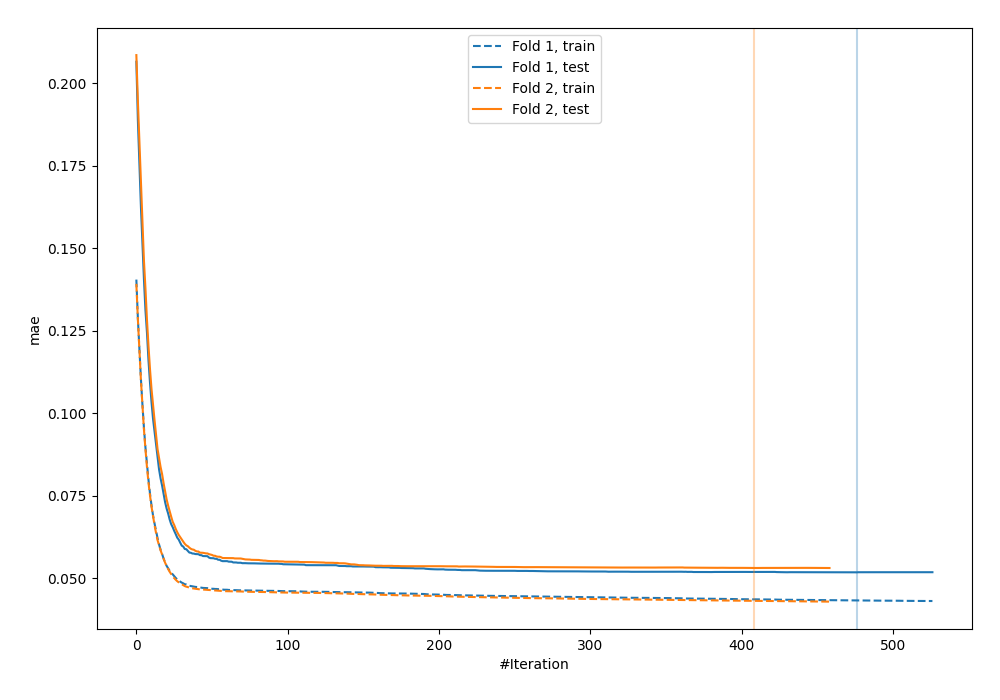 Fold 1, train
Fold 1, test
Fold 2, train
Fold 2, test
0.200
0.175
0.150
0.125
0.100
0.075
0.050
mae
0 100 200 300 400 500
#Iteration